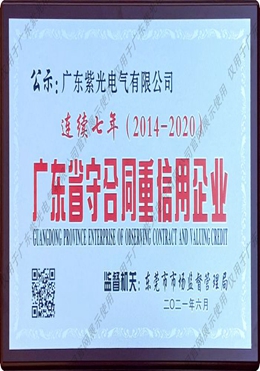 公示:广东紫光电气有限公司
连续七年(2014-2020)
广东省守合同重信用企业
GUANGDONG PROVINCE ENTERPRISE OF OBSERVING CONTRACT AND VALUING CREDIT
监督机关:东莞市市场监督管理局
二〇二一年六月